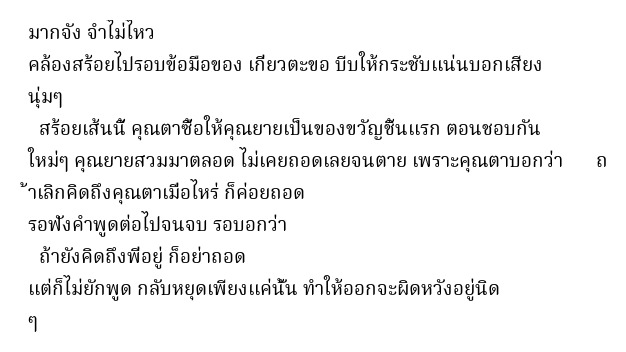 มากจัง จำไม่ไหว
คล้องสร้อยไปรอบข้อมือของ เกี่ยวตะขอ บีบให้กระชับแน่นบอกเสียง
นุ่มๆ
สร้อยเส้นนี้ คุณตาซื้อให้คุณยายเป็นของขวัญชิ้นแรก ตอนชอบกัน
ใหม่ๆ คุณยายสวมมาตลอด ไม่เคยถอดเลยจนตาย เพราะคุณตาบอกว่า ถ
้าเลิกคิดถึงคุณตาเมื่อไหร่ ก็ค่อยถอด
รอฟังคำพูดต่อไปจนจบ รอบอกว่า
ถ้ายังคิดถึงพี่อยู่ ก็อย่าถอด
แต่ก็ไม่ยักพูด กลับหยุดเพียงแค่นั้น ทำให้ออกจะผิดหวังอยู่นิด
ๆ